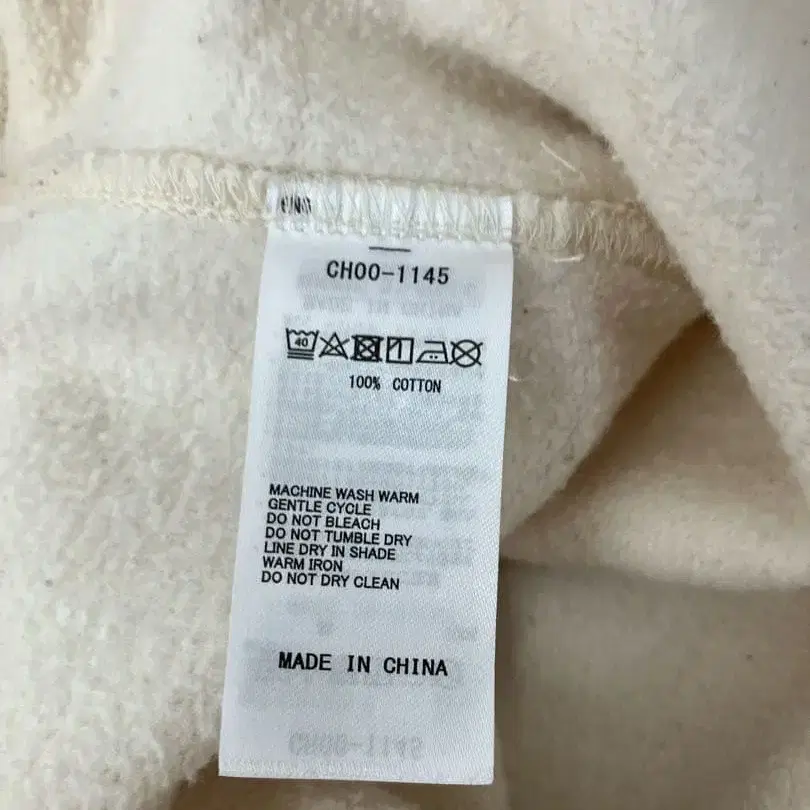 CH00-1145
40
100% COTTON
MACHINE WASH WARM
GENTLE CYCLE
DO NOT BLEACH
DO NOT TUMBLE DRY
LINE DRY IN SHADE
WARM IRON
DO NOT DRY CLEAN
MADE IN CHINA